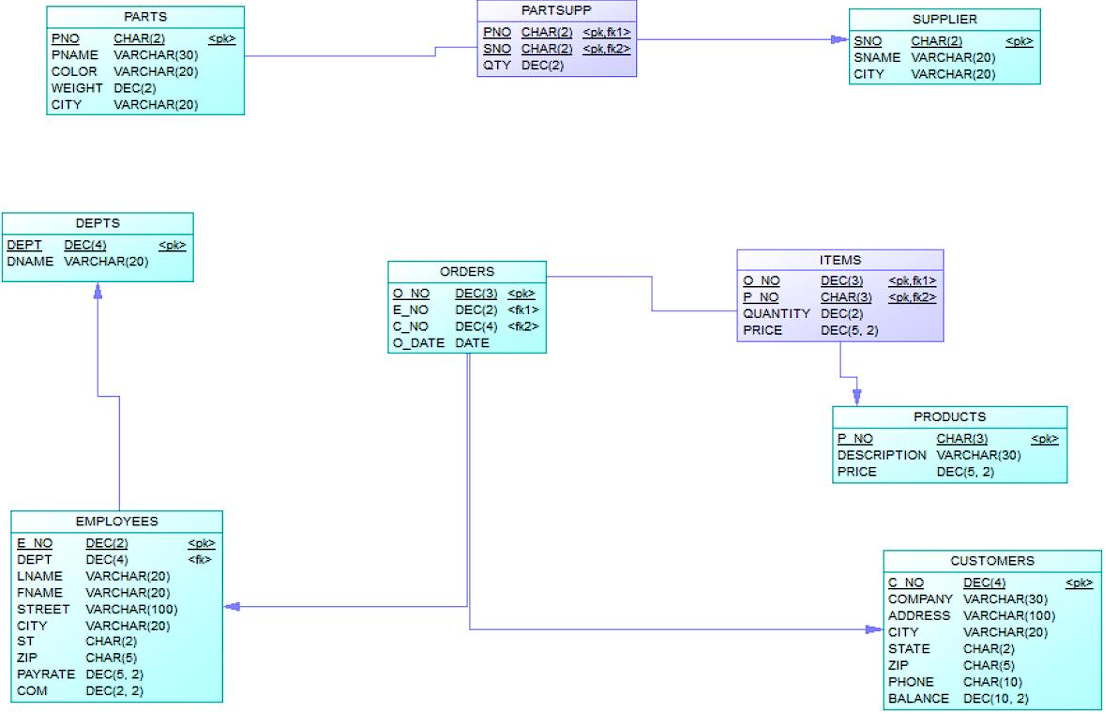 PARTS
PNO CHAR(2) <pk>
PNAME VARCHAR(30)
COLOR VARCHAR(20)
WEIGHT DEC(2)
CITY VARCHAR(20)
PARTSUPP
PNO CHAR(2) <pk,fk1>
SNO CHAR(2) <pk,fk2>
QTY DEC(2)
SUPPLIER
SNO CHAR(2) <pk>
SNAME VARCHAR(20)
CITY VARCHAR(20)
DEPTS
DEPT DEC(4) <pk>
DNAME VARCHAR(20)
ORDERS
O_NO DEC(3) <pk>
E_NO DEC(2) <fk1>
C_NO DEC(4) <fk2>
O_DATE DATE
ITEMS
O_NO DEC(3) <pk,fk1>
P_NO CHAR(3) <pk,fk2>
QUANTITY DEC(2)
PRICE DEC(5, 2)
PRODUCTS
P_NO CHAR(3) <pk>
DESCRIPTION VARCHAR(30)
PRICE DEC(5, 2)
EMPLOYEES
E_NO DEC(2) <pk>
DEPT DEC(4) <fk>
LNAME VARCHAR(20)
FNAME VARCHAR(20)
STREET VARCHAR(100)
CITY VARCHAR(20)
ST CHAR(2)
ZIP CHAR(5)
PAYRATE DEC(5, 2)
COM DEC(2, 2)
CUSTOMERS
C_NO DEC(4) <pk>
COMPANY VARCHAR(30)
ADDRESS VARCHAR(100)
CITY VARCHAR(20)
STATE CHAR(2)
ZIP CHAR(5)
PHONE CHAR(10)
BALANCE DEC(10, 2)